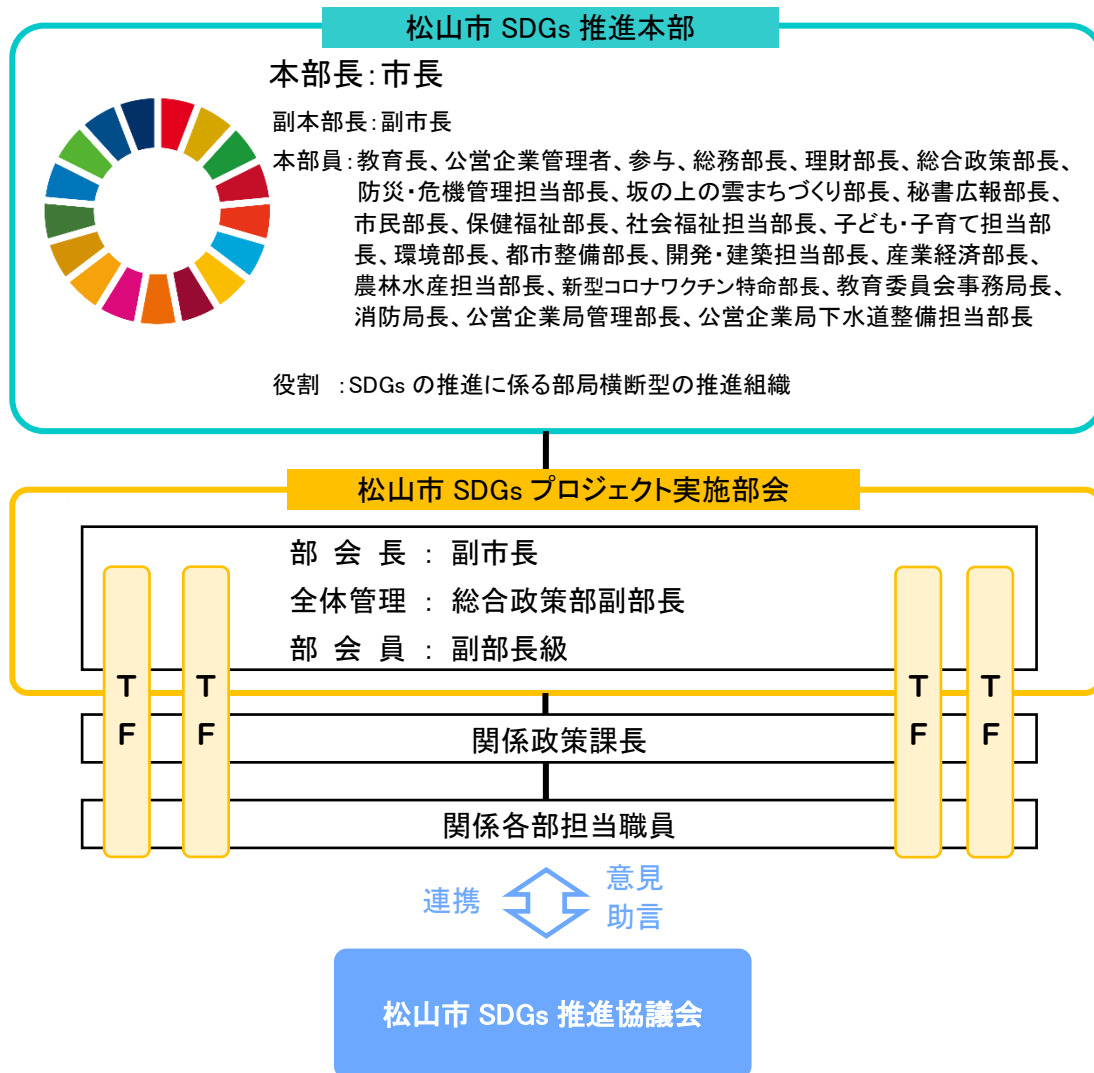 松山市 SDGs 推進本部
本部長：市長
副本部長：副市長
本部員：教育長、公営企業管理者、参与、総務部長、理財部長、総合政策部長、
防災・危機管理担当部長、坂の上の雲まちづくり部長、秘書広報部長、
市民部長、保健福祉部長、社会福祉担当部長、子ども・子育て担当部
長、環境部長、都市整備部長、開発・建築担当部長、産業経済部長、
農林水産担当部長、新型コロナワクチン特命部長、教育委員会事務局長、
消防局長、公営企業局管理部長、公営企業局下水道整備担当部長
役割 ：SDGs の推進に係る部局横断型の推進組織
松山市 SDGs プロジェクト実施部会
部 会 長 ： 副市長
全体管理 ： 総合政策部副部長
部 会 員 ： 副部長級
TF
TF
TF
TF
関係政策課長
関係各部担当職員
連携
意見
助言
松山市 SDGs 推進協議会